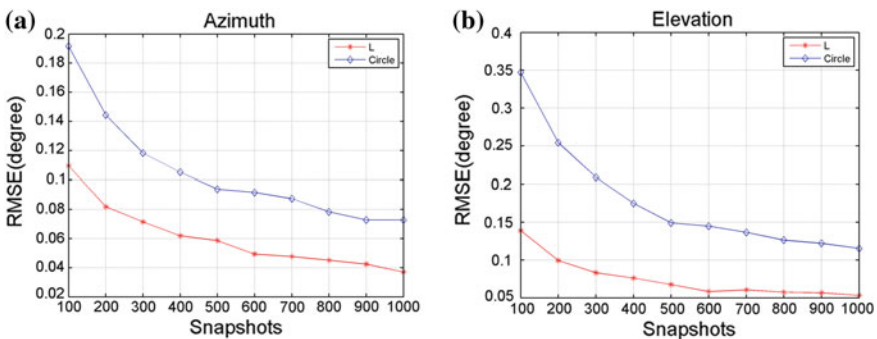 (a)
Azimuth
0.2
0.18
0.16
0.14
0.12
0.1
0.08
0.06
0.04
0.02
RMSE(degree)
L
Circle
100 200 300 400 500 600 700 800 900 1000
Snapshots
(b)
Elevation
0.4
0.35
0.3
0.25
0.2
0.15
0.1
0.05
RMSE(degree)
L
Circle
100 200 300 400 500 600 700 800 900 1000
Snapshots